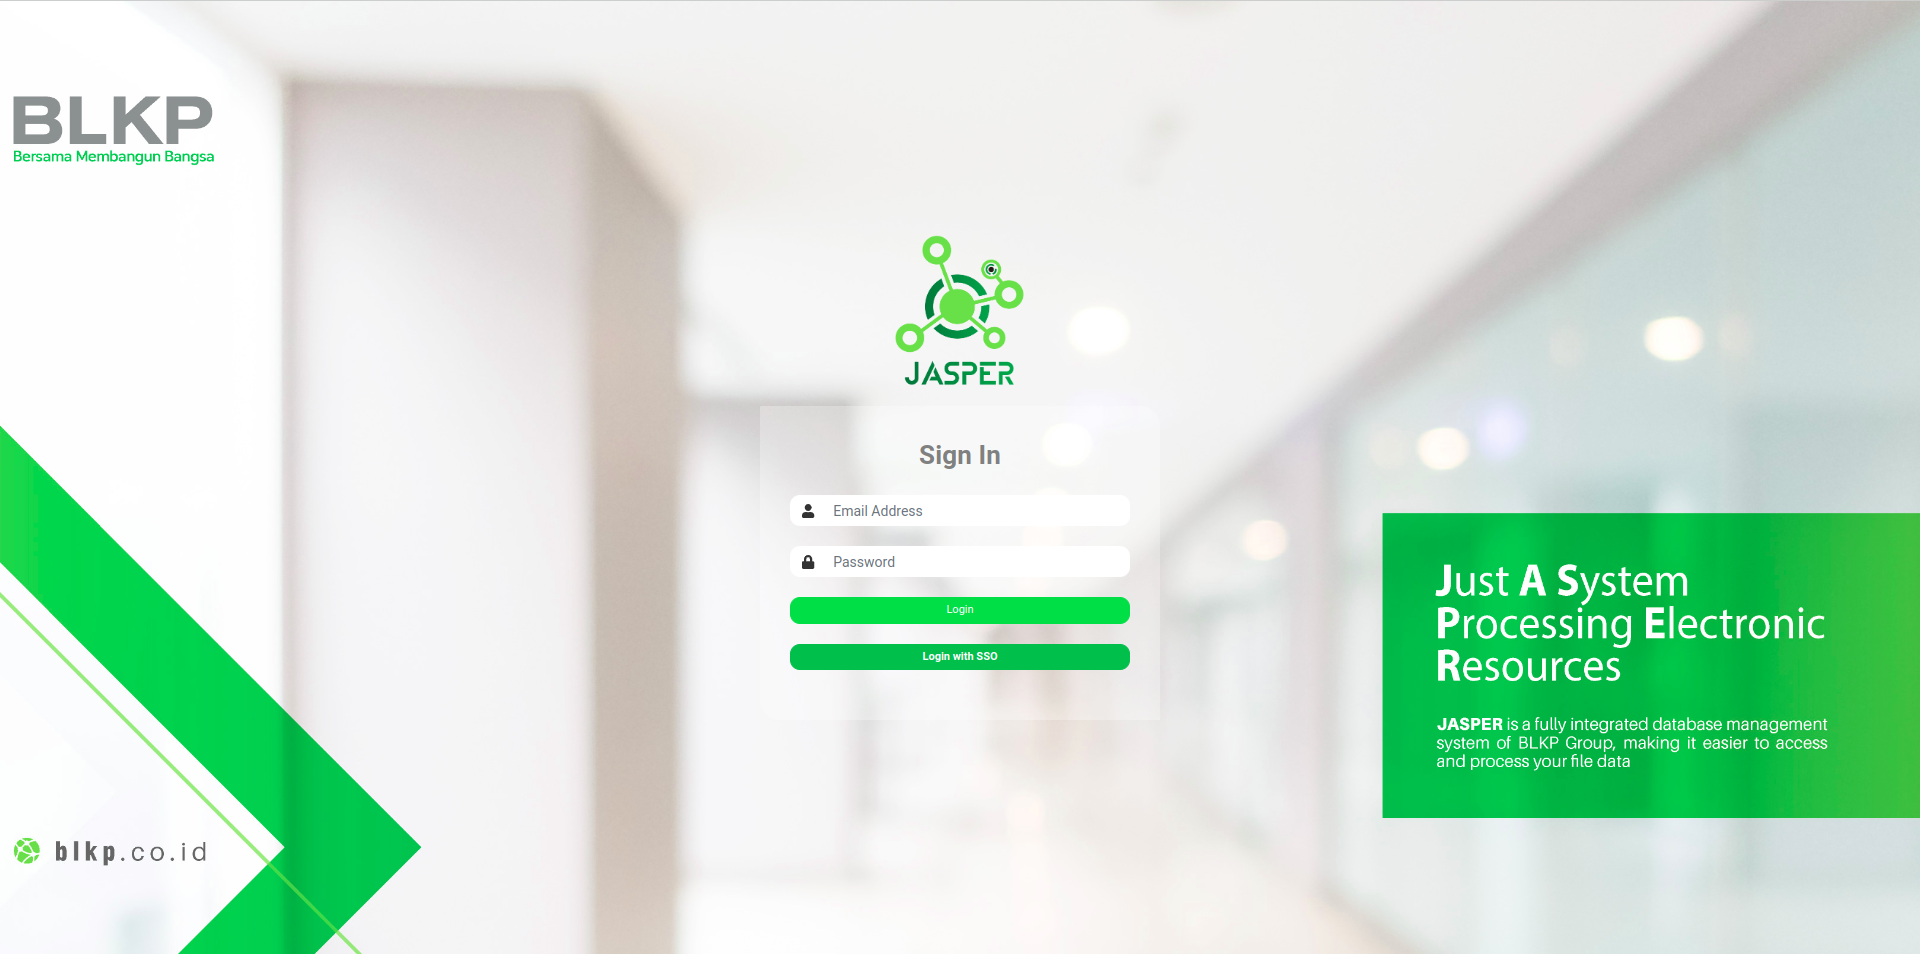 BLKP
Bersama Membangun Bangsa
JASPER
Sign In
Email Address
Password
Login
Login with SSO
Just A System
Processing Electronic
Resources
JASPER is a fully integrated database management
system of BLKP Group, making it easier to access
and process your file data
blkp.co.id